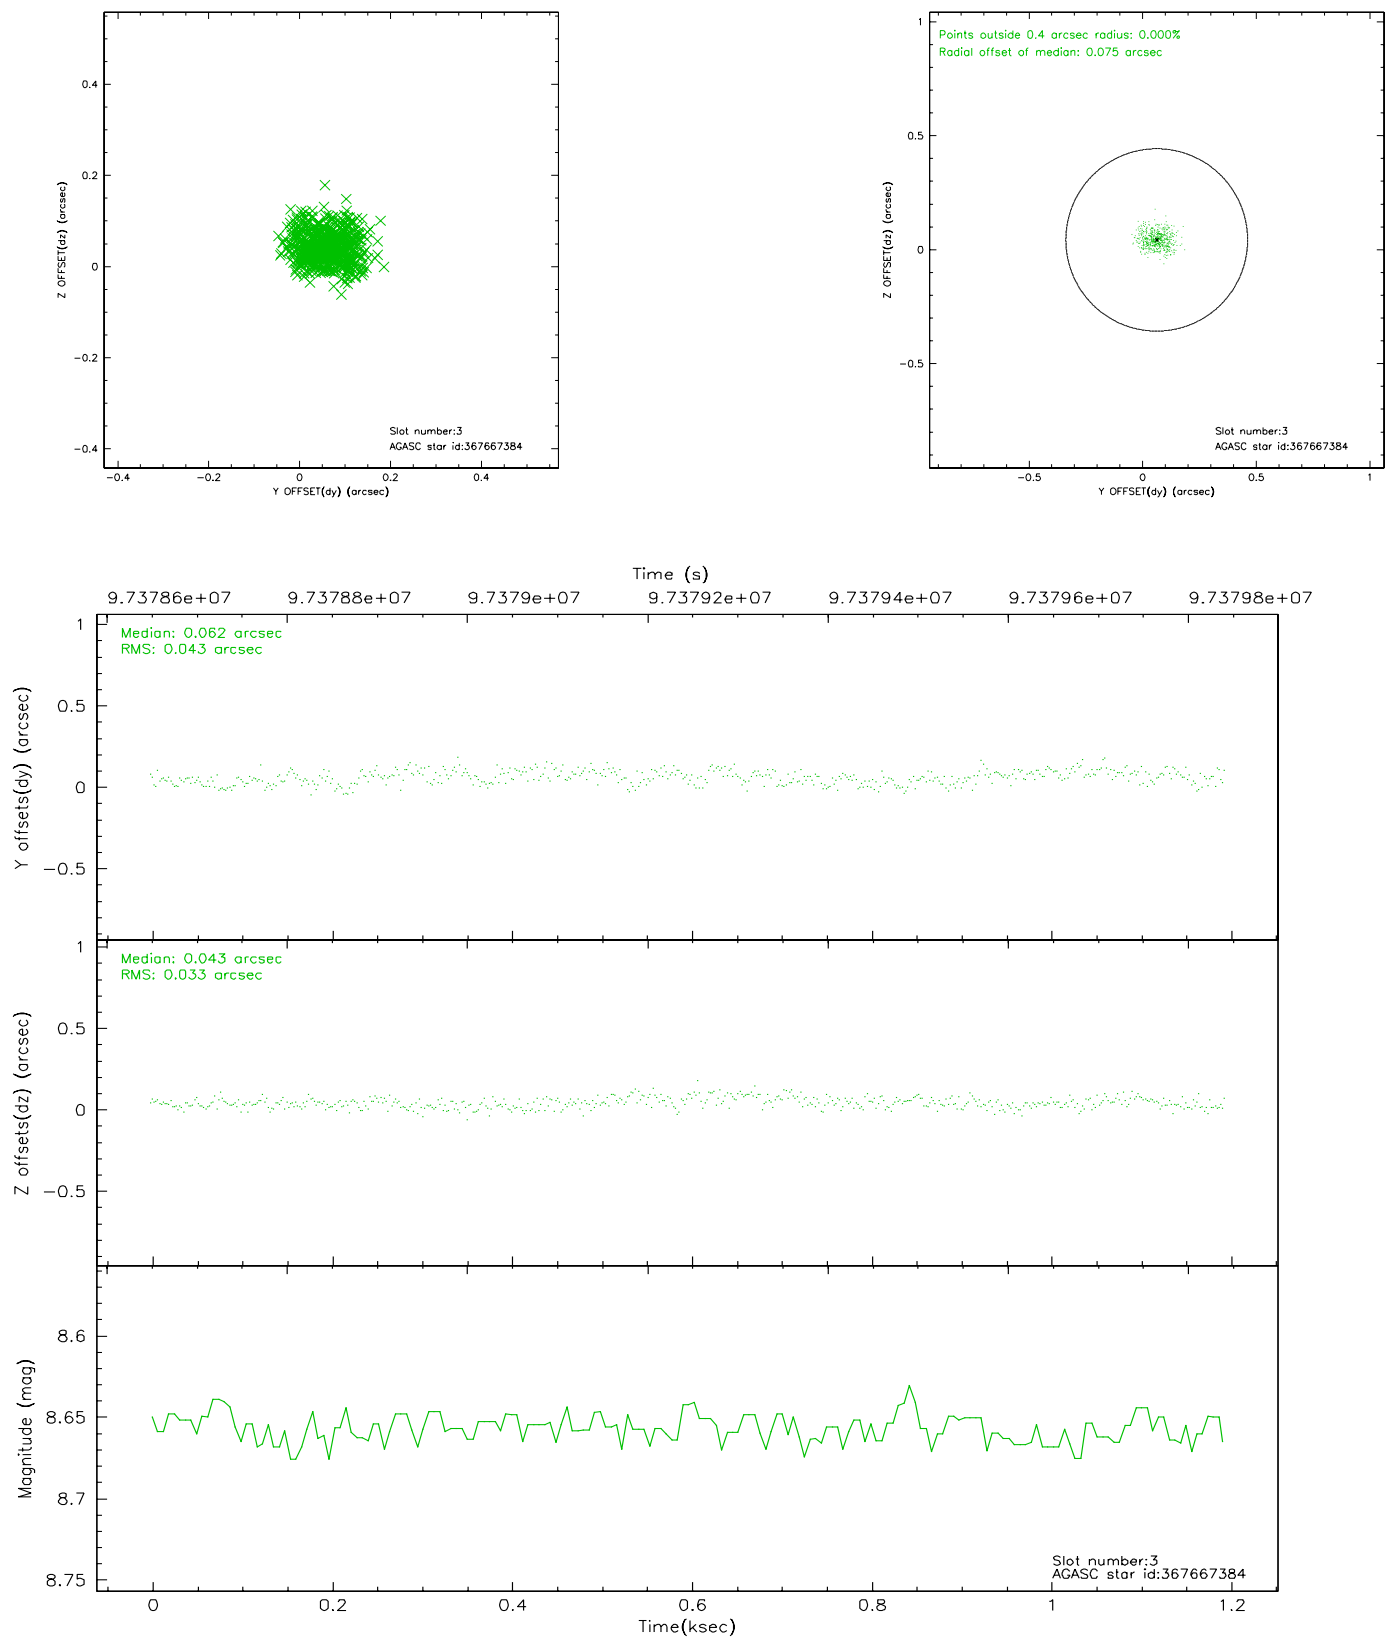 0.4
0.2
0
−0.2
−0.4
Z OFFSET(dz) (arcsec)
Slot number:3
AGASC star id:367667384
−0.4 −0.2 0 0.2 0.4
Y OFFSET(dy) (arcsec)
Points outside 0.4 arcsec radius: 0.000%
Radial offset of median: 0.075 arcsec
1
0.5
0
−0.5
Z OFFSET(dz) (arcsec)
Slot number:3
AGASC star id:367667384
−0.5 0 0.5 1
Y OFFSET(dy) (arcsec)
Time (s)
9.73786e+07 9.73788e+07 9.7379e+07 9.73792e+07 9.73794e+07 9.73796e+07 9.73798e+07
Median: 0.062 arcsec
RMS: 0.043 arcsec
1
0.5
0
−0.5
Y offsets(dy) (arcsec)
Median: 0.043 arcsec
RMS: 0.033 arcsec
1
0.5
0
−0.5
Z offsets(dz) (arcsec)
8.6
8.65
8.7
8.75
Magnitude (mag)
Slot number:3
AGASC star id:367667384
0 0.2 0.4 0.6 0.8 1 1.2
Time(ksec)